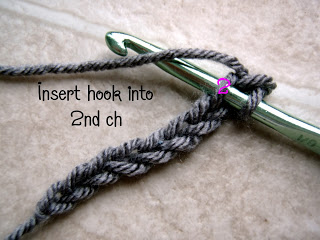 Insert hook into
2nd ch
2